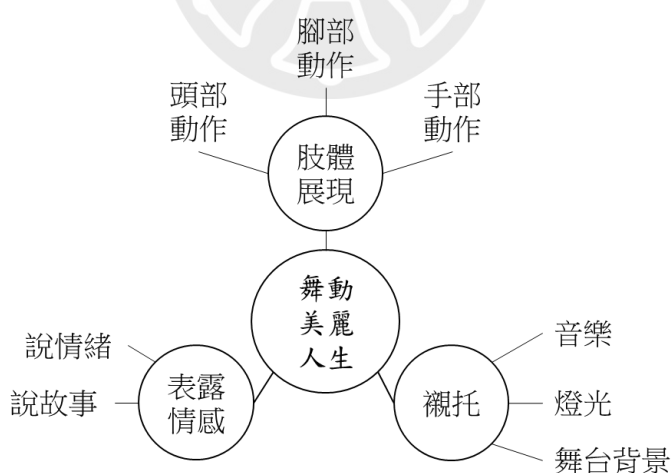 腳部
動作
頭部
動作
手部
動作
肢體
展現
舞動
美麗
人生
說情緒
說故事
表露
情感
襯托
音樂
燈光
舞台背景